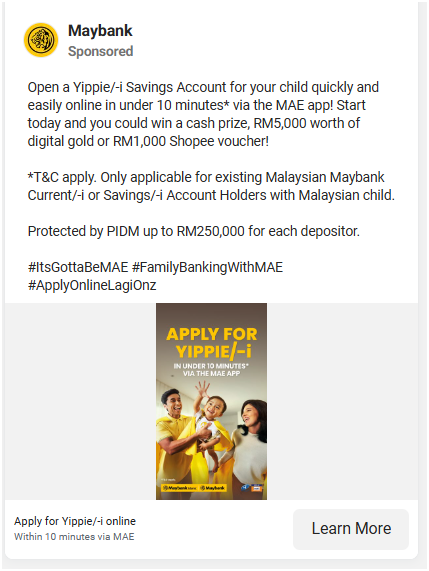 Maybank
Sponsored
Open a Yippie/-i Savings Account for your child quickly and
easily online in under 10 minutes* via the MAE app! Start
today and you could win a cash prize, RM5,000 worth of
digital gold or RM1,000 Shopee voucher!
*T&C apply. Only applicable for existing Malaysian Maybank
Current/-i or Savings/-i Account Holders with Malaysian child.
Protected by PIDM up to RM250,000 for each depositor.
#ItsGottaBeMAE #FamilyBankingWithMAE
#ApplyOnlineLagiOnz
APPLY FOR
YIPPIE/-i
IN UNDER 10 MINUTES*
VIA THE MAE APP
Maybank Maybank
Apply for Yippie/-i online
Within 10 minutes via MAE
Learn More